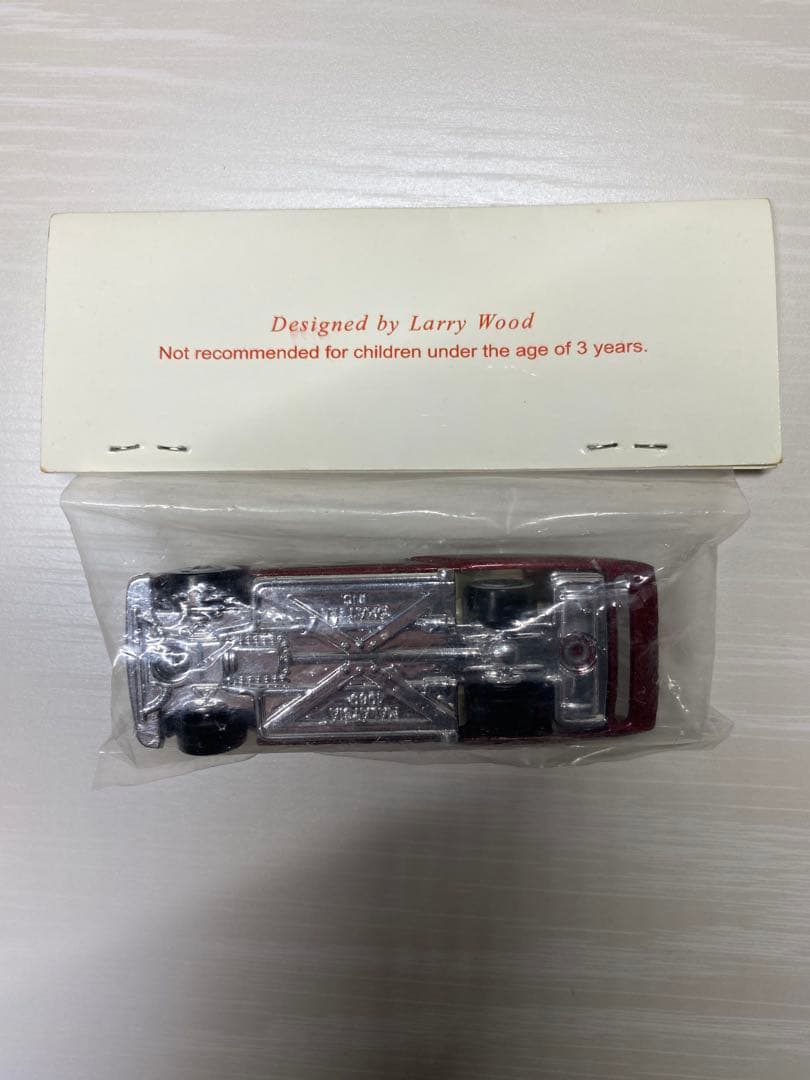 Designed by Larry Wood
Not recommended for children under the age of 3 years.